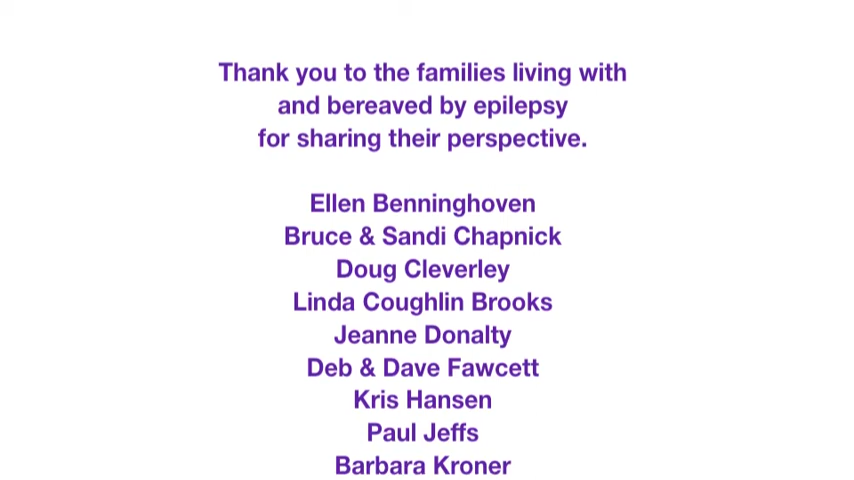 Thank you to the families living with
and bereaved by epilepsy
for sharing their perspective.
Ellen Benninghoven
Bruce & Sandi Chapnick
Doug Cleverley
Linda Coughlin Brooks
Jeanne Donalty
Deb & Dave Fawcett
Kris Hansen
Paul Jeffs
Barbara Kroner